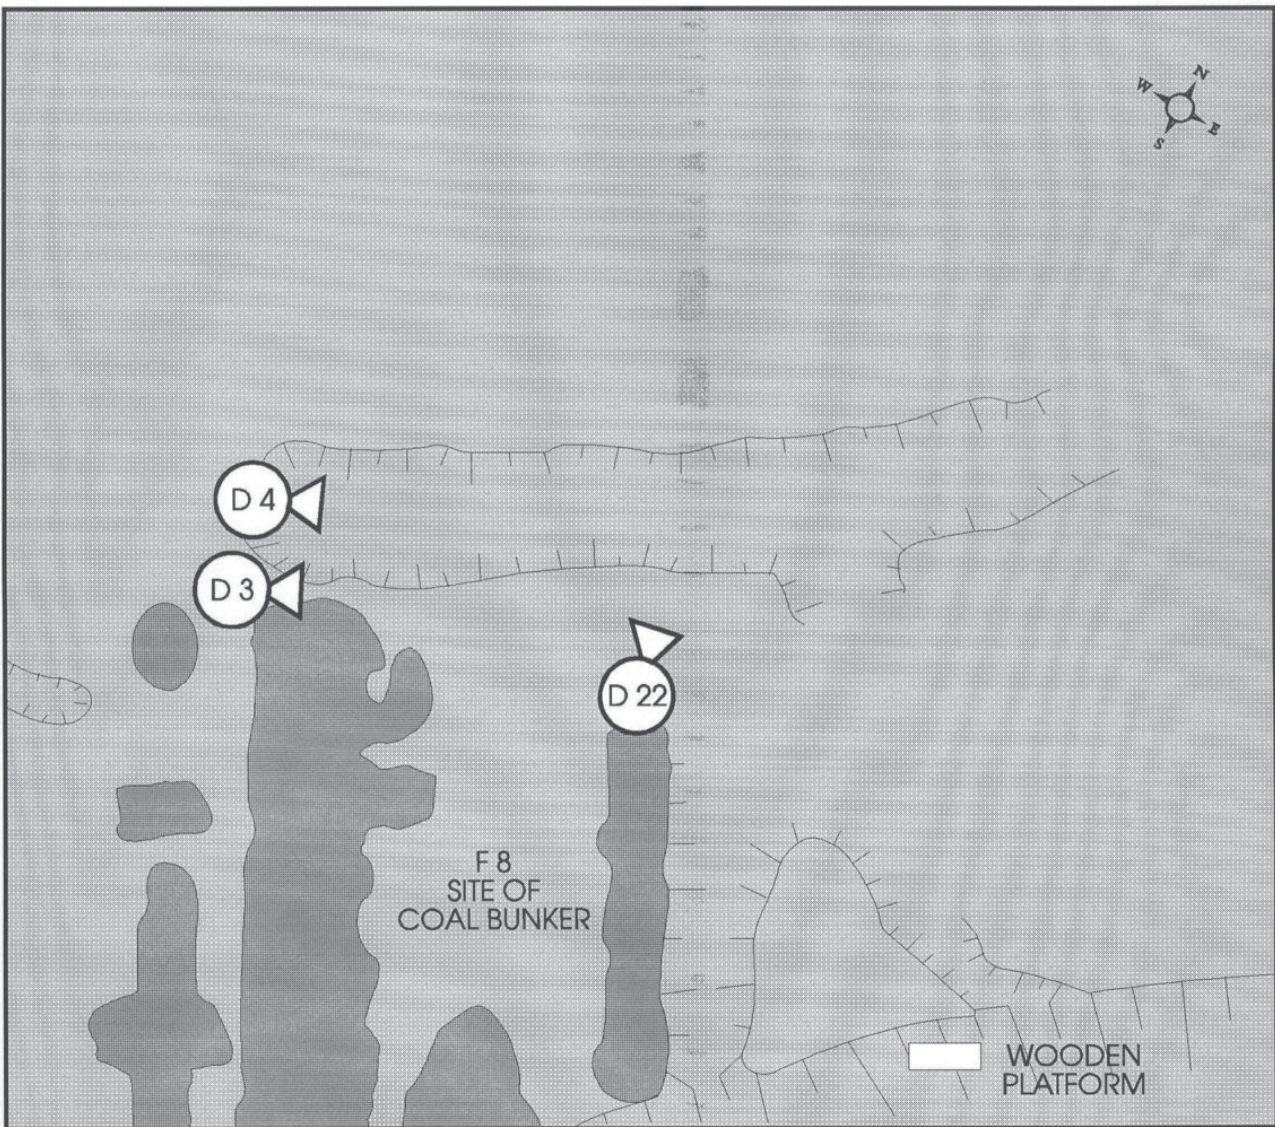 N
W
E
S
D 4
D 3
D 22
F 8
SITE OF
COAL BUNKER
WOODEN
PLATFORM